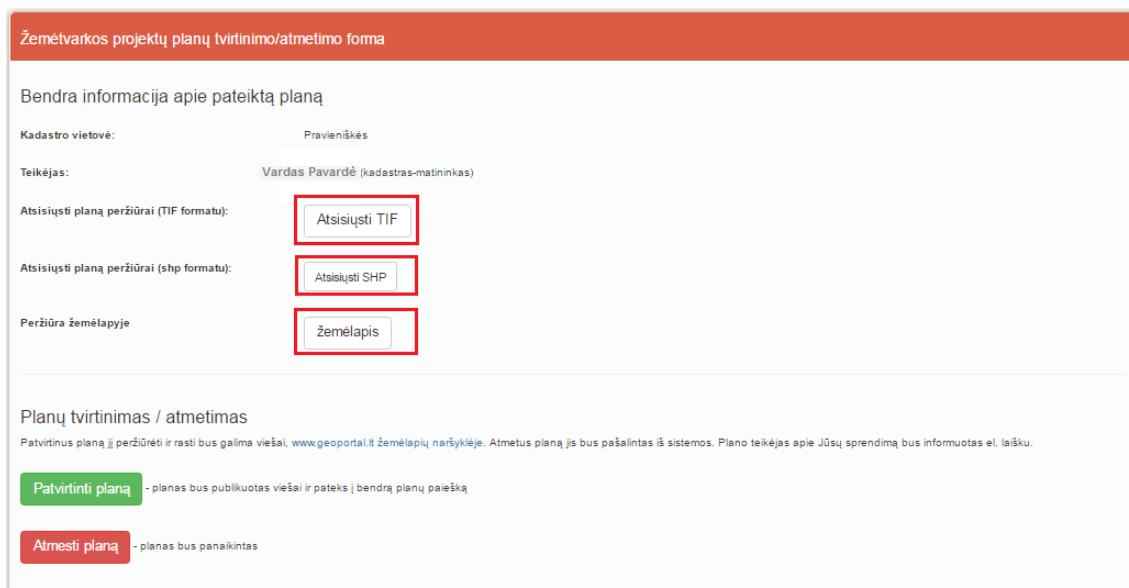 Žemėtvarkos projektų planų tvirtinimo/atmetimo forma
Bendra informacija apie pateiktą planą
Kadastro vietovė: Pravieniškės
Teikėjas: Vardas Pavardė (kadastras-matininkas)
Atsisiųsti planą peržiūrai (TIF formatu): Atsisiųsti TIF
Atsisiųsti planą peržiūrai (shp formatu): Atsisiųsti SHP
Peržiūra žemėlapyje žemėlapis
Planų tvirtinimas / atmetimas
Patvirtinus planą jį peržiūrėti ir rasti bus galima viešai, www.geoportal.lt žemėlapių naršyklėje. Atmetus planą jis bus pašalintas iš sistemos. Plano teikėjas apie Jūsų sprendimą bus informuotas el. laišku.
Patvirtinti planą - planas bus publikuotas viešai ir pateks į bendrą planų paiešką
Atmesti planą - planas bus panaikintas